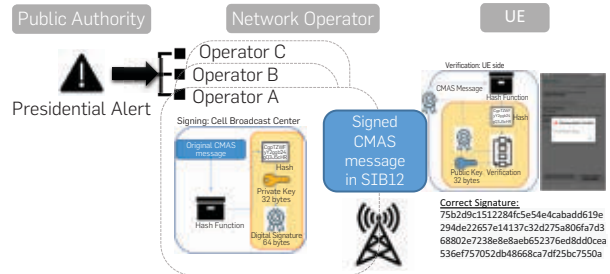 Public Authority
Network Operator
UE
Operator C
Operator B
Operator A
Presidential Alert
Signing: Cell Broadcast Center
Original CMAS
message
Hash
Private Key
32 bytes
Hash Function
Digital Signature
64 bytes
Signed
CMAS
message
in SIB12
Verification: UE side
CMAS Message
Hash Function
Hash
Public Key
32 bytes
Verification
Correct Signature:
75b2d9c1512284fc5e54e4cabadd619e
294de22657e14137c32d275a806fa7d3
68802e7238e8e8aeb652376ed8dd0cea
536ef757052db48668ca7df25bc7550a